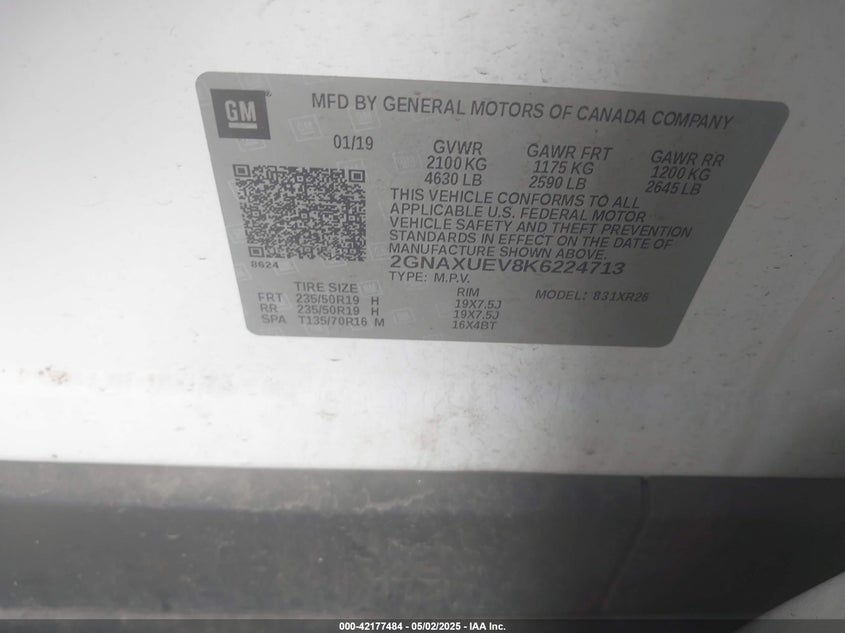 GM
MFD BY GENERAL MOTORS OF CANADA COMPANY
01/19
GVWR
2100 KG
4630 LB
GAWR FRT
1175 KG
2590 LB
GAWR RR
1200 KG
2645 LB
THIS VEHICLE CONFORMS TO ALL
APPLICABLE U.S. FEDERAL MOTOR
VEHICLE SAFETY AND THEFT PREVENTION
STANDARDS IN EFFECT ON THE DATE OF
MANUFACTURE SHOWN ABOVE.
8624
2GNAXUEV8K6224713
TYPE: M.P.V.
MODEL: 831XR26
TIRE SIZE
RIM
FRT 235/50R19 H 19X7.5J
RR 235/50R19 H 19X7.5J
SPA T135/70R16 M 16X4BT
000-42177484 - 05/02/2025 - IAA Inc.